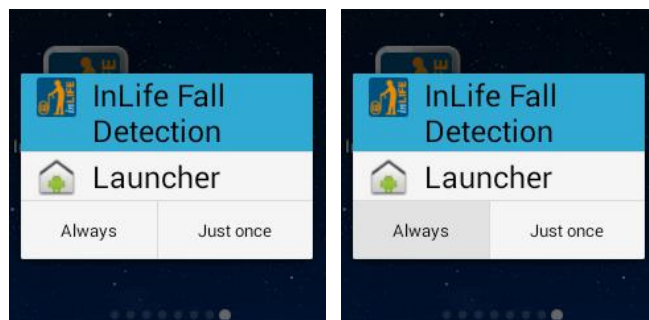 InLife Fall
Detection
Launcher
Always
Just once
InLife Fall
Detection
Launcher
Always
Just once